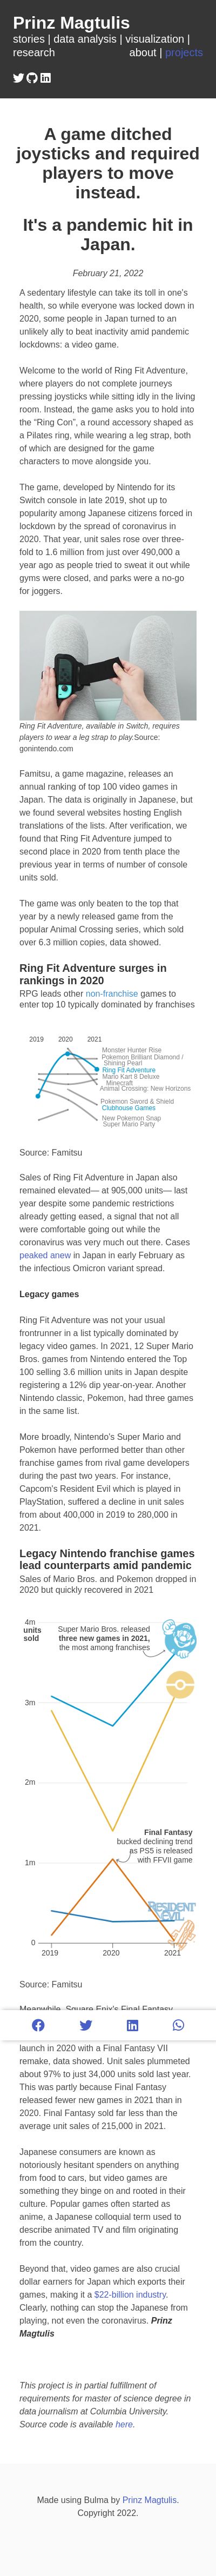 Prinz Magtulis
stories | data analysis | visualization |
research
about | projects
A game ditched
joysticks and required
players to move
instead.
It's a pandemic hit in
Japan.
February 21, 2022
A sedentary lifestyle can take its toll on one's
health, so while everyone was locked down in
2020, some people in Japan turned to an
unlikely ally to beat inactivity amid pandemic
lockdowns: a video game.
Welcome to the world of Ring Fit Adventure,
where players do not complete journeys
pressing joysticks while sitting idly in the living
room. Instead, the game asks you to hold into
the “Ring Con”, a round accessory shaped as
a Pilates ring, while wearing a leg strap, both
of which are designed for the game
characters to move alongside you.
The game, developed by Nintendo for its
Switch console in late 2019, shot up to
popularity among Japanese citizens forced in
lockdown by the spread of coronavirus in
2020. That year, unit sales rose over three-
fold to 1.6 million from just over 490,000 a
year ago as people tried to sweat it out while
gyms were closed, and parks were a no-go
for joggers.
Ring Fit Adventure, available in Switch, requires
players to wear a leg strap to play.Source:
gonintendo.com
Famitsu, a game magazine, releases an
annual ranking of top 100 video games in
Japan. The data is originally in Japanese, but
we found several websites hosting English
translations of the lists. After verification, we
found that Ring Fit Adventure jumped to
second place in 2020 from tenth place the
previous year in terms of number of console
units sold.
The game was only beaten to the top that
year by a newly released game from the
popular Animal Crossing series, which sold
over 6.3 million copies, data showed.
Ring Fit Adventure surges in
rankings in 2020
RPG leads other non-franchise games to
enter top 10 typically dominated by franchises
2019 2020 2021
Monster Hunter Rise
Pokemon Brilliant Diamond /
Shining Pearl
Ring Fit Adventure
Mario Kart 8 Deluxe
Minecraft
Animal Crossing: New Horizons
Pokemon Sword & Shield
Clubhouse Games
New Pokemon Snap
Super Mario Party
Source: Famitsu
Sales of Ring Fit Adventure in Japan also
remained elevated— at 905,000 units— last
year despite some pandemic restrictions
already getting eased, a signal that not all
were comfortable going out while the
coronavirus was very much out there. Cases
peaked anew in Japan in early February as
the infectious Omicron variant spread.
Legacy games
Ring Fit Adventure was not your usual
frontrunner in a list typically dominated by
legacy video games. In 2021, 12 Super Mario
Bros. games from Nintendo entered the Top
100 selling 3.6 million units in Japan despite
registering a 12% dip year-on-year. Another
Nintendo classic, Pokemon, had three games
in the same list.
More broadly, Nintendo's Super Mario and
Pokemon have performed better than other
franchise games from rival game developers
during the past two years. For instance,
Capcom's Resident Evil which is played in
PlayStation, suffered a decline in unit sales
from about 400,000 in 2019 to 280,000 in
2021.
Legacy Nintendo franchise games
lead counterparts amid pandemic
Sales of Mario Bros. and Pokemon dropped in
2020 but quickly recovered in 2021
4m
units
sold
Super Mario Bros. released
three new games in 2021,
the most among franchises
3m
2m
Final Fantasy
bucked declining trend
as PS5 is released
with FFVII game
1m
RESIDENT
EVIL
0
2019 2020 2021
Source: Famitsu
Meanwhile, Square Enix's Final Fantasy
launch in 2020 with a Final Fantasy VII
remake, data showed. Unit sales plummeted
about 97% to just 34,000 units sold last year.
This was partly because Final Fantasy
released fewer new games in 2021 than in
2020. Final Fantasy sold far less than the
average unit sales of 215,000 in 2021.
Japanese consumers are known as
notoriously hesitant spenders on anything
from food to cars, but video games are
something they binge on and rooted in their
culture. Popular games often started as
anime, a Japanese colloquial term used to
describe animated TV and film originating
from the country.
Beyond that, video games are also crucial
dollar earners for Japan which exports their
games, making it a $22-billion industry.
Clearly, nothing can stop the Japanese from
playing, not even the coronavirus. Prinz
Magtulis
This project is in partial fulfillment of
requirements for master of science degree in
data journalism at Columbia University.
Source code is available here.
Made using Bulma by Prinz Magtulis.
Copyright 2022.